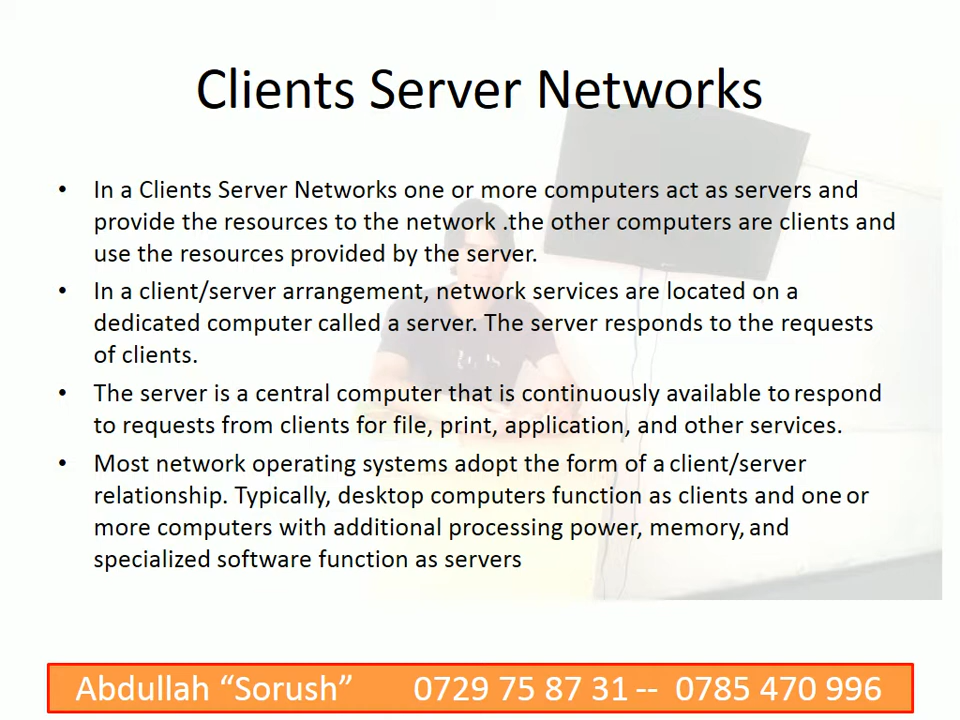 Clients Server Networks
• In a Clients Server Networks one or more computers act as servers and
provide the resources to the network .the other computers are clients and
use the resources provided by the server.
• In a client/server arrangement, network services are located on a
dedicated computer called a server. The server responds to the requests
of clients.
• The server is a central computer that is continuously available to respond
to requests from clients for file, print, application, and other services.
• Most network operating systems adopt the form of a client/server
relationship. Typically, desktop computers function as clients and one or
more computers with additional processing power, memory, and
specialized software function as servers
Abdullah “Sorush” 0729 75 87 31 -- 0785 470 996